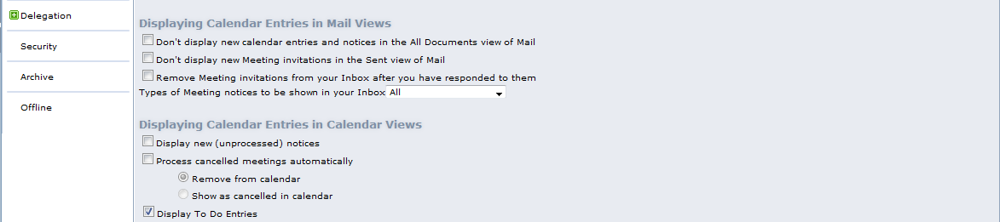 Delegation
Security
Archive
Offline
Displaying Calendar Entries in Mail Views
Don't display new calendar entries and notices in the All Documents view of Mail
Don't display new Meeting invitations in the Sent view of Mail
Remove Meeting invitations from your Inbox after you have responded to them
Types of Meeting notices to be shown in your Inbox All
Displaying Calendar Entries in Calendar Views
Display new (unprocessed) notices
Process cancelled meetings automatically
Remove from calendar
Show as cancelled in calendar
Display To Do Entries